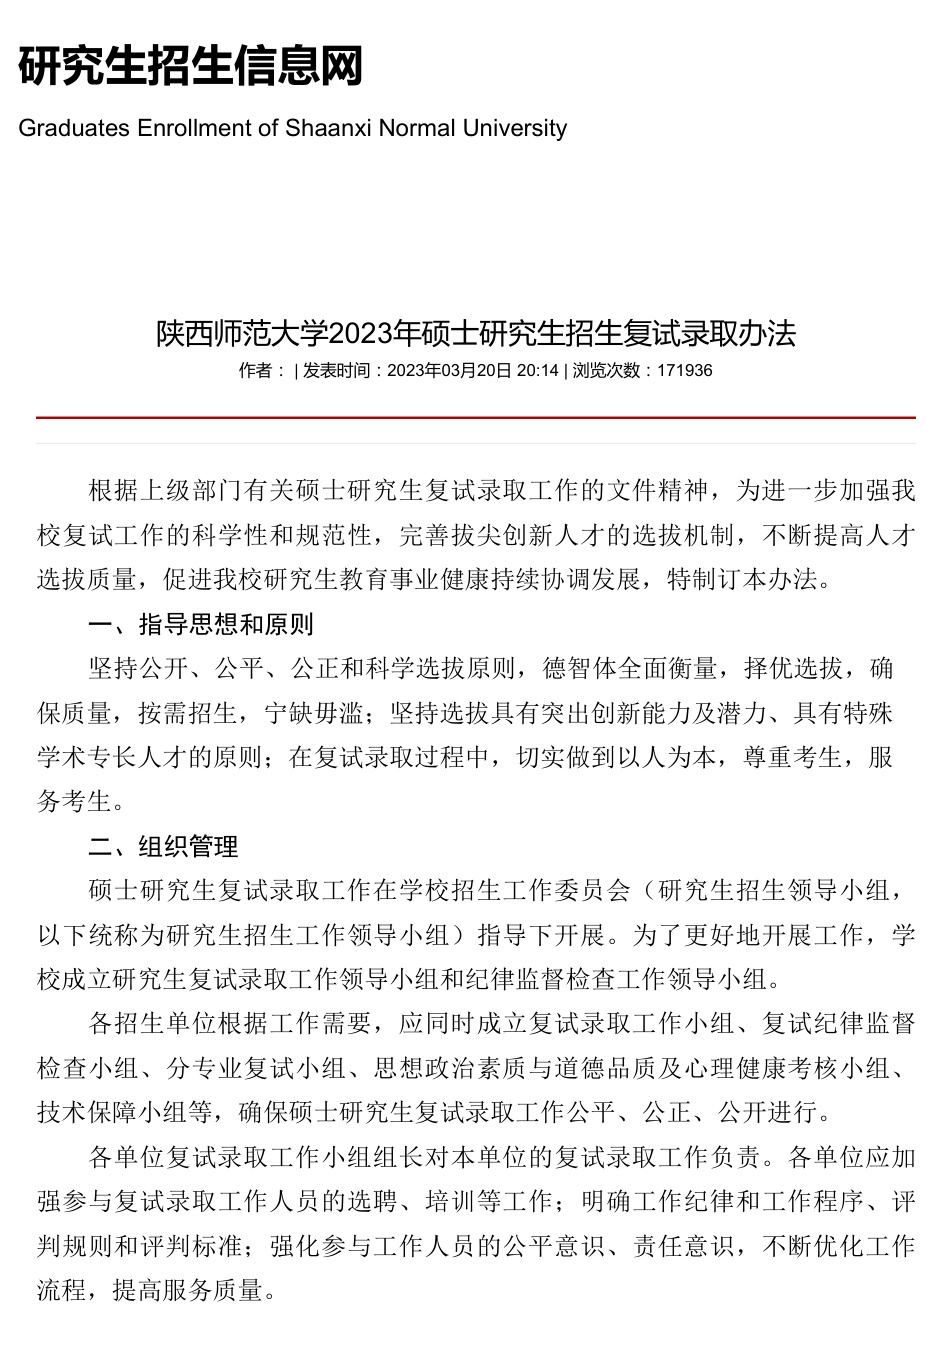 研究生招生信息网
Graduates Enrollment of Shaanxi Normal University
陕西师范大学2023年硕士研究生招生复试录取办法
作者： | 发表时间：2023年03月20日 20:14 | 浏览次数：171936
根据上级部门有关硕士研究生复试录取工作的文件精神，为进一步加强我
校复试工作的科学性和规范性，完善拔尖创新人才的选拔机制，不断提高人才
选拔质量，促进我校研究生教育事业健康持续协调发展，特制订本办法。
一、指导思想和原则
坚持公开、公平、公正和科学选拔原则，德智体全面衡量，择优选拔，确
保质量，按需招生，宁缺毋滥；坚持选拔具有突出创新能力及潜力、具有特殊
学术专长人才的原则；在复试录取过程中，切实做到以人为本，尊重考生，服
务考生。
二、组织管理
硕士研究生复试录取工作在学校招生工作委员会（研究生招生领导小组，
以下统称为研究生招生工作领导小组）指导下开展。为了更好地开展工作，学
校成立研究生复试录取工作领导小组和纪律监督检查工作领导小组。
各招生单位根据工作需要，应同时成立复试录取工作小组、复试纪律监督
检查小组、分专业复试小组、思想政治素质与道德品质及心理健康考核小组、
技术保障小组等，确保硕士研究生复试录取工作公平、公正、公开进行。
各单位复试录取工作小组组长对本单位的复试录取工作负责。各单位应加
强参与复试录取工作人员的选聘、培训等工作；明确工作纪律和工作程序、评
判规则和评判标准；强化参与工作人员的公平意识、责任意识，不断优化工作
流程，提高服务质量。